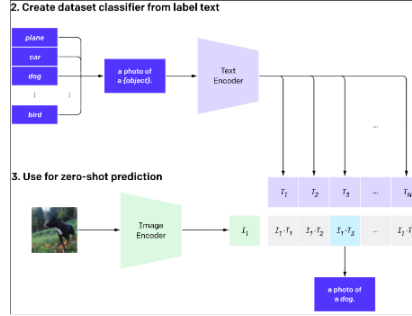 2. Create dataset classifier from label text
plane
car
dog
⋮
⋮
bird
a photo of
a {object}.
Text
Encoder
...
3. Use for zero-shot prediction
T1 T2 T3 ...
Image
Encoder
I1
I1·T1 I1·T2 I1·T3 ...
a photo of
a dog.